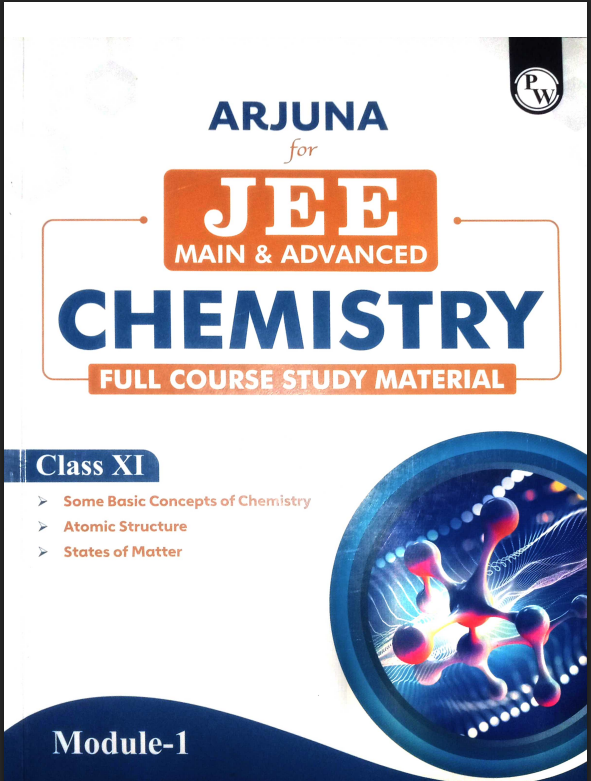 PW
ARJUNA
for
JEE
MAIN & ADVANCED
CHEMISTRY
FULL COURSE STUDY MATERIAL
Class XI
Some Basic Concepts of Chemistry
Atomic Structure
States of Matter
Module-1